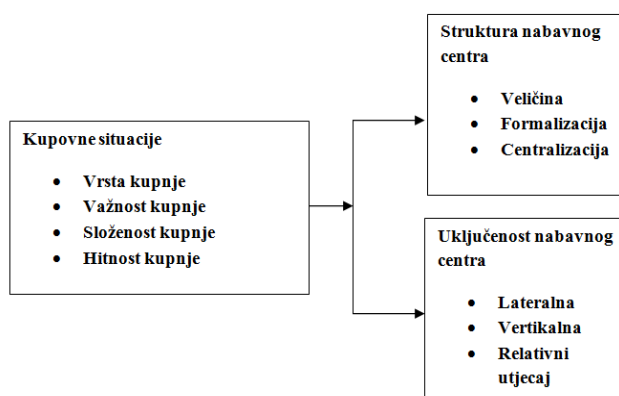 Kupovne situacije
• Vrsta kupnje
• Važnost kupnje
• Složenost kupnje
• Hitnost kupnje
Struktura nabavnog
centra
• Veličina
• Formalizacija
• Centralizacija
Uključenost nabavnog
centra
• Lateralna
• Vertikalna
• Relativni
utjecaj